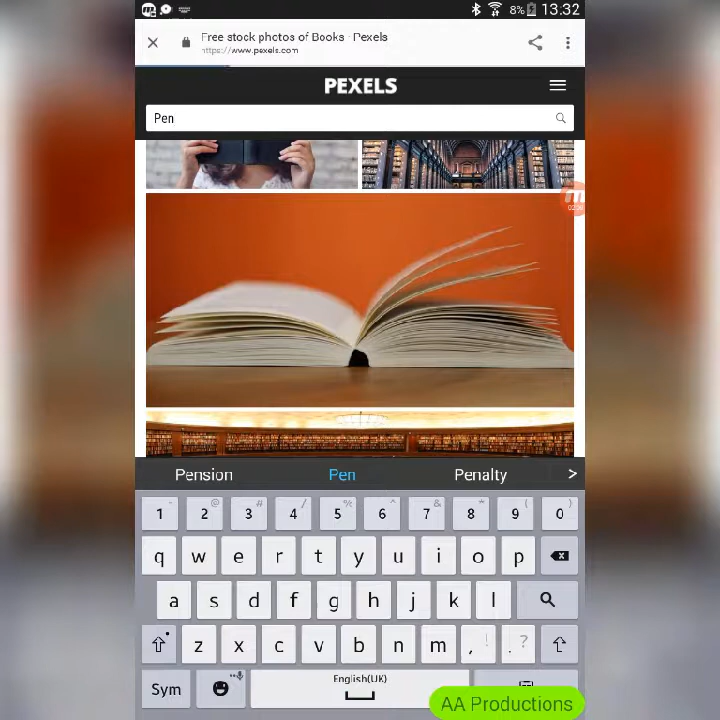 8% 13.32
Free stock photos of Books · Pexels
https://www.pexels.com
PEXELS
Pen
Pension Pen Penalty >
1 2 3 4 5 6 7 8 9 0
q w e r t y u i o p
a s d f g h j k l
z x c v b n m , ! . ?
English(UK)
Sym
AA Productions